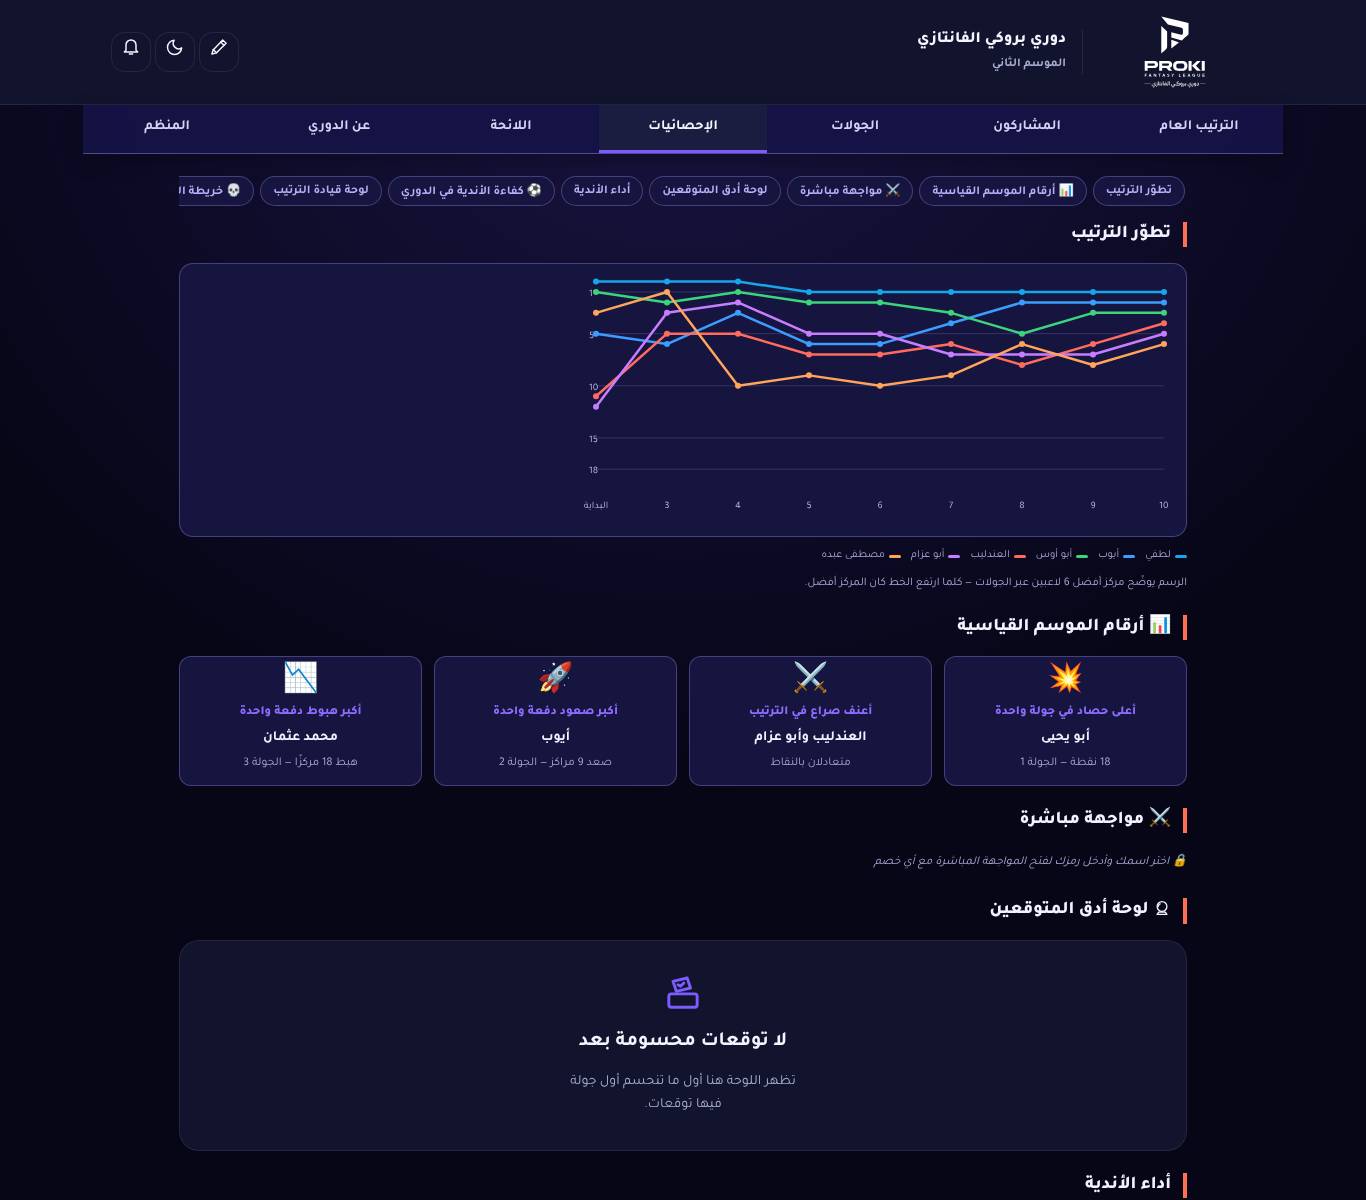 PROKI
FANTASY LEAGUE
دوري بروكي الفانتازي
دوري بروكي الفانتازي
الموسم الثاني
الترتيب العام
المشاركون
الجولات
الإحصائيات
اللائحة
عن الدوري
المنظم
تطوّر الترتيب
📊 أرقام الموسم القياسية
⚔️ مواجهة مباشرة
لوحة أدق المتوقعين
أداء الأندية
⚽ كفاءة الأندية في الدوري
لوحة قيادة الترتيب
💀 خريطة ال
تطوّر الترتيب
1
5
10
15
18
البداية 3 4 5 6 7 8 9 10
لطفي
أيوب
أبو أوس
العندليب
أبو عزام
مصطفى عبده
الرسم يوضّح مركز أفضل 6 لاعبين عبر الجولات – كلما ارتفع الخط كان المركز أفضل.
📊 أرقام الموسم القياسية
أعلى حصاد في جولة واحدة
أبو يحيى
18 نقطة – الجولة 1
أعنف صراع في الترتيب
العندليب وأبو عزام
متعادلان بالنقاط
أكبر صعود دفعة واحدة
أيوب
صعد 9 مراكز – الجولة 2
أكبر هبوط دفعة واحدة
محمد عثمان
هبط 18 مركزًا – الجولة 3
⚔️ مواجهة مباشرة
🔒 اختر اسمك وأدخل رمزك لفتح المواجهة المباشرة مع أي خصم
لوحة أدق المتوقعين
لا توقعات محسومة بعد
تظهر اللوحة هنا أول ما تنحسم أول جولة
فيها توقعات.
أداء الأندية